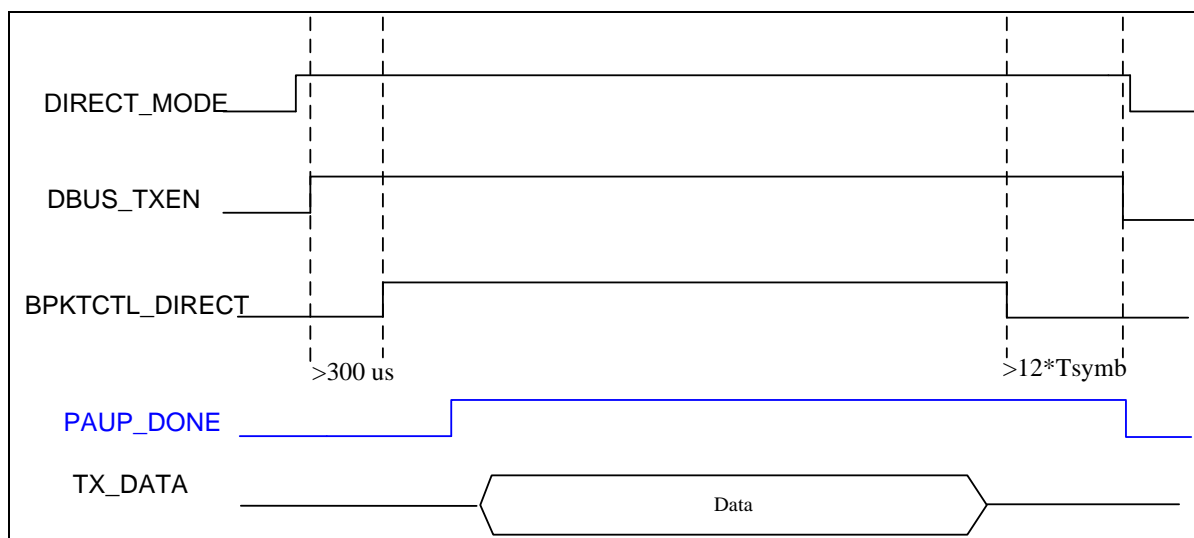 DIRECT_MODE
DBUS_TXEN
BPKTCTL_DIRECT
>300 us
>12*Tsymb
PAUP_DONE
TX_DATA
Data